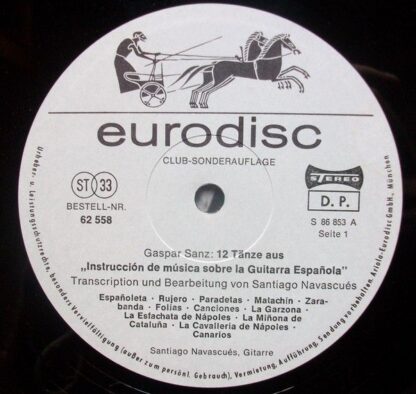 eurodisc
CLUB-SONDERAUFLAGE
ST 33
BESTELL-NR.
62 558
STEREO
D. P.
S 86 853 A
Seite 1
Gaspar Sanz: 12 Tänze aus
„Instrucción de música sobre la Guitarra Española"
Transcription und Bearbeitung von Santiago Navascués
Españoleta · Rujero · Paradetas · Matachín · Zara-
banda · Folias · Canciones · La Garzona ·
La Esfachata de Nápoles · La Miñona de
Cataluña · La Cavalleria de Nápoles ·
Canarios
Santiago Navascués, Gitarre
Urheber- u. Leistungsschutzrechte, insbesondere Vervielfältigung (außer zum persönl. Gebrauch), Vermietung, Aufführung, Sendung vorbehalten. Ariola-Eurodisc GmbH., München